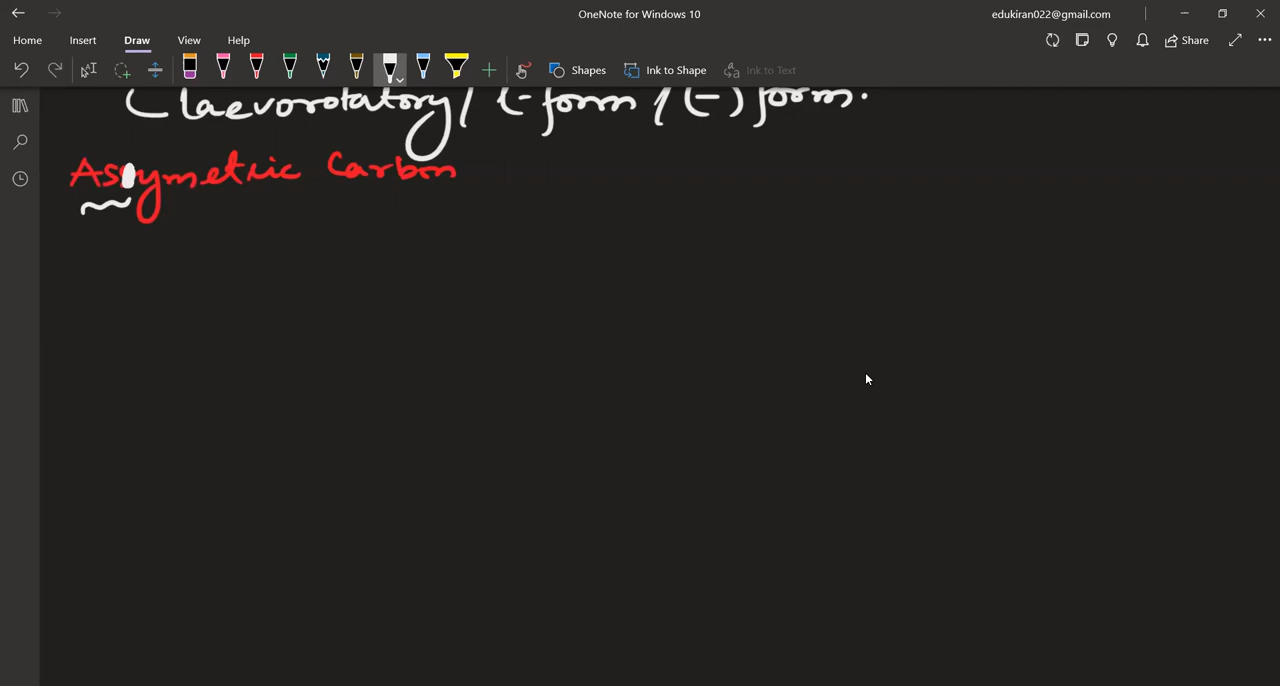 OneNote for Windows 10
edukiran022@gmail.com
Home Insert Draw View Help
Share
Shapes Ink to Shape Ink to Text
(laevorotatory / l-form / (-) form.
Assymetric Carbon